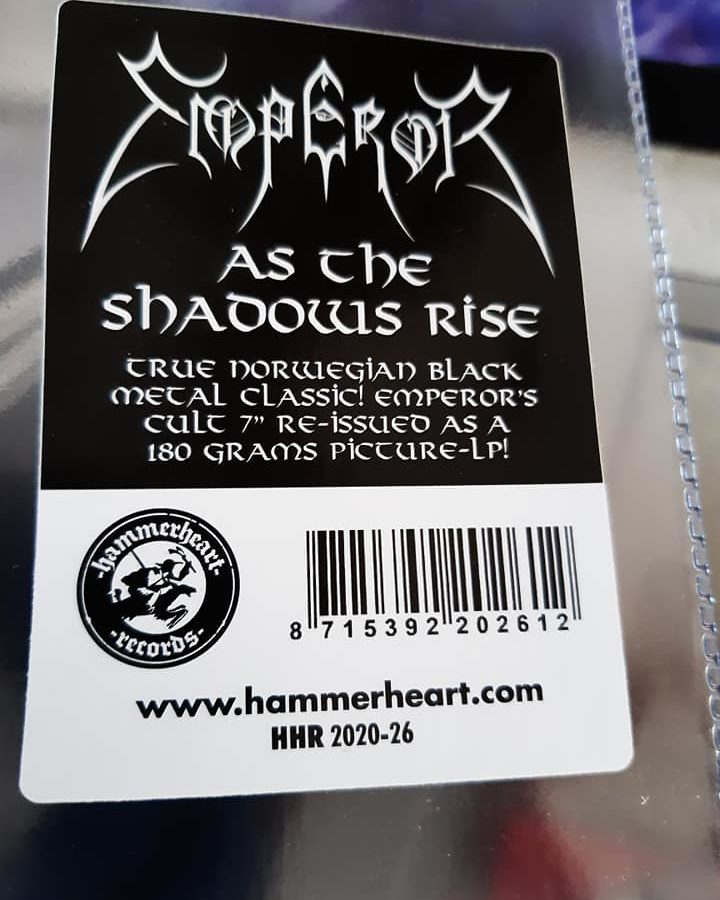 EMPEROR
AS THE
SHADOWS RISE
TRUE NORWEGIAN BLACK
METAL CLASSIC! EMPEROR'S
CULT 7" RE-ISSUED AS A
180 GRAMS PICTURE-LP!
-hammerheart-
-records-
8 715392 202612
www.hammerheart.com
HHR 2020-26